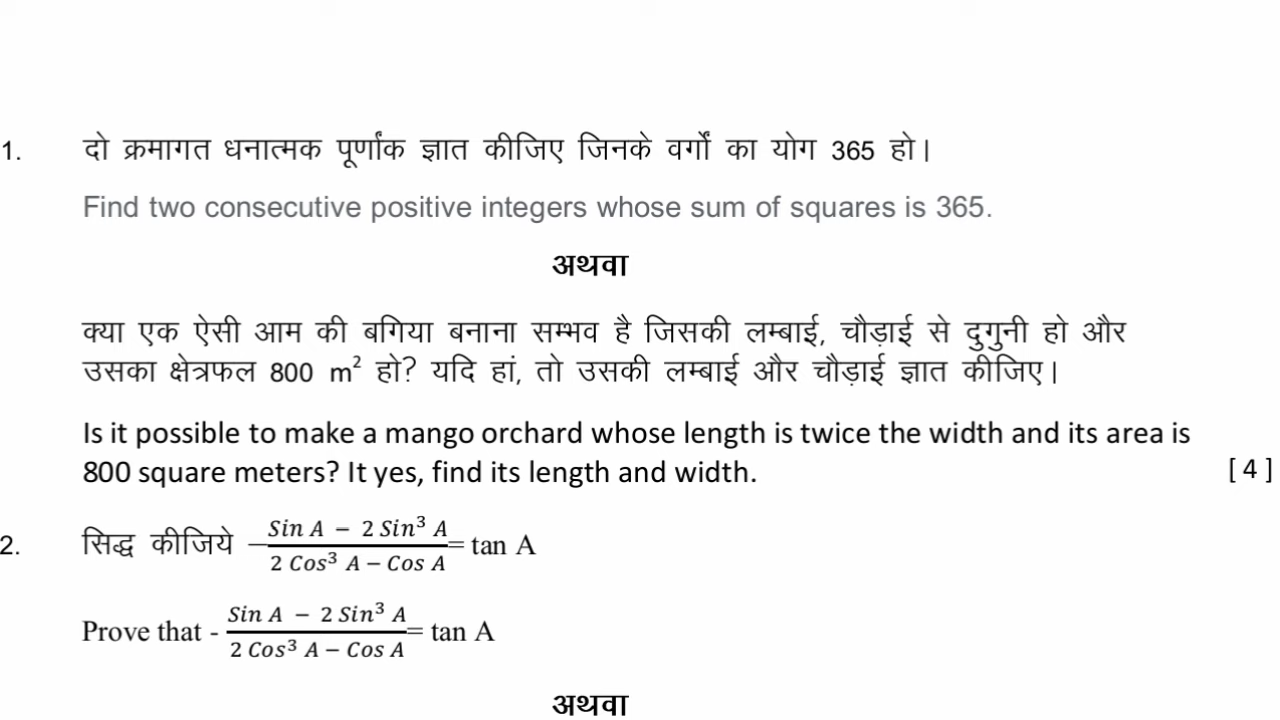 1. दो क्रमागत धनात्मक पूर्णांक ज्ञात कीजिए जिनके वर्गों का योग 365 हो।
Find two consecutive positive integers whose sum of squares is 365.
अथवा
क्या एक ऐसी आम की बगिया बनाना सम्भव है जिसकी लम्बाई, चौड़ाई से दुगुनी हो और
उसका क्षेत्रफल 800 m² हो? यदि हां, तो उसकी लम्बाई और चौड़ाई ज्ञात कीजिए।
Is it possible to make a mango orchard whose length is twice the width and its area is
800 square meters? It yes, find its length and width. [ 4 ]
2. सिद्ध कीजिये – (Sin A − 2 Sin³ A)/(2 Cos³ A − Cos A) = tan A
Prove that - (Sin A − 2 Sin³ A)/(2 Cos³ A − Cos A) = tan A
अथवा